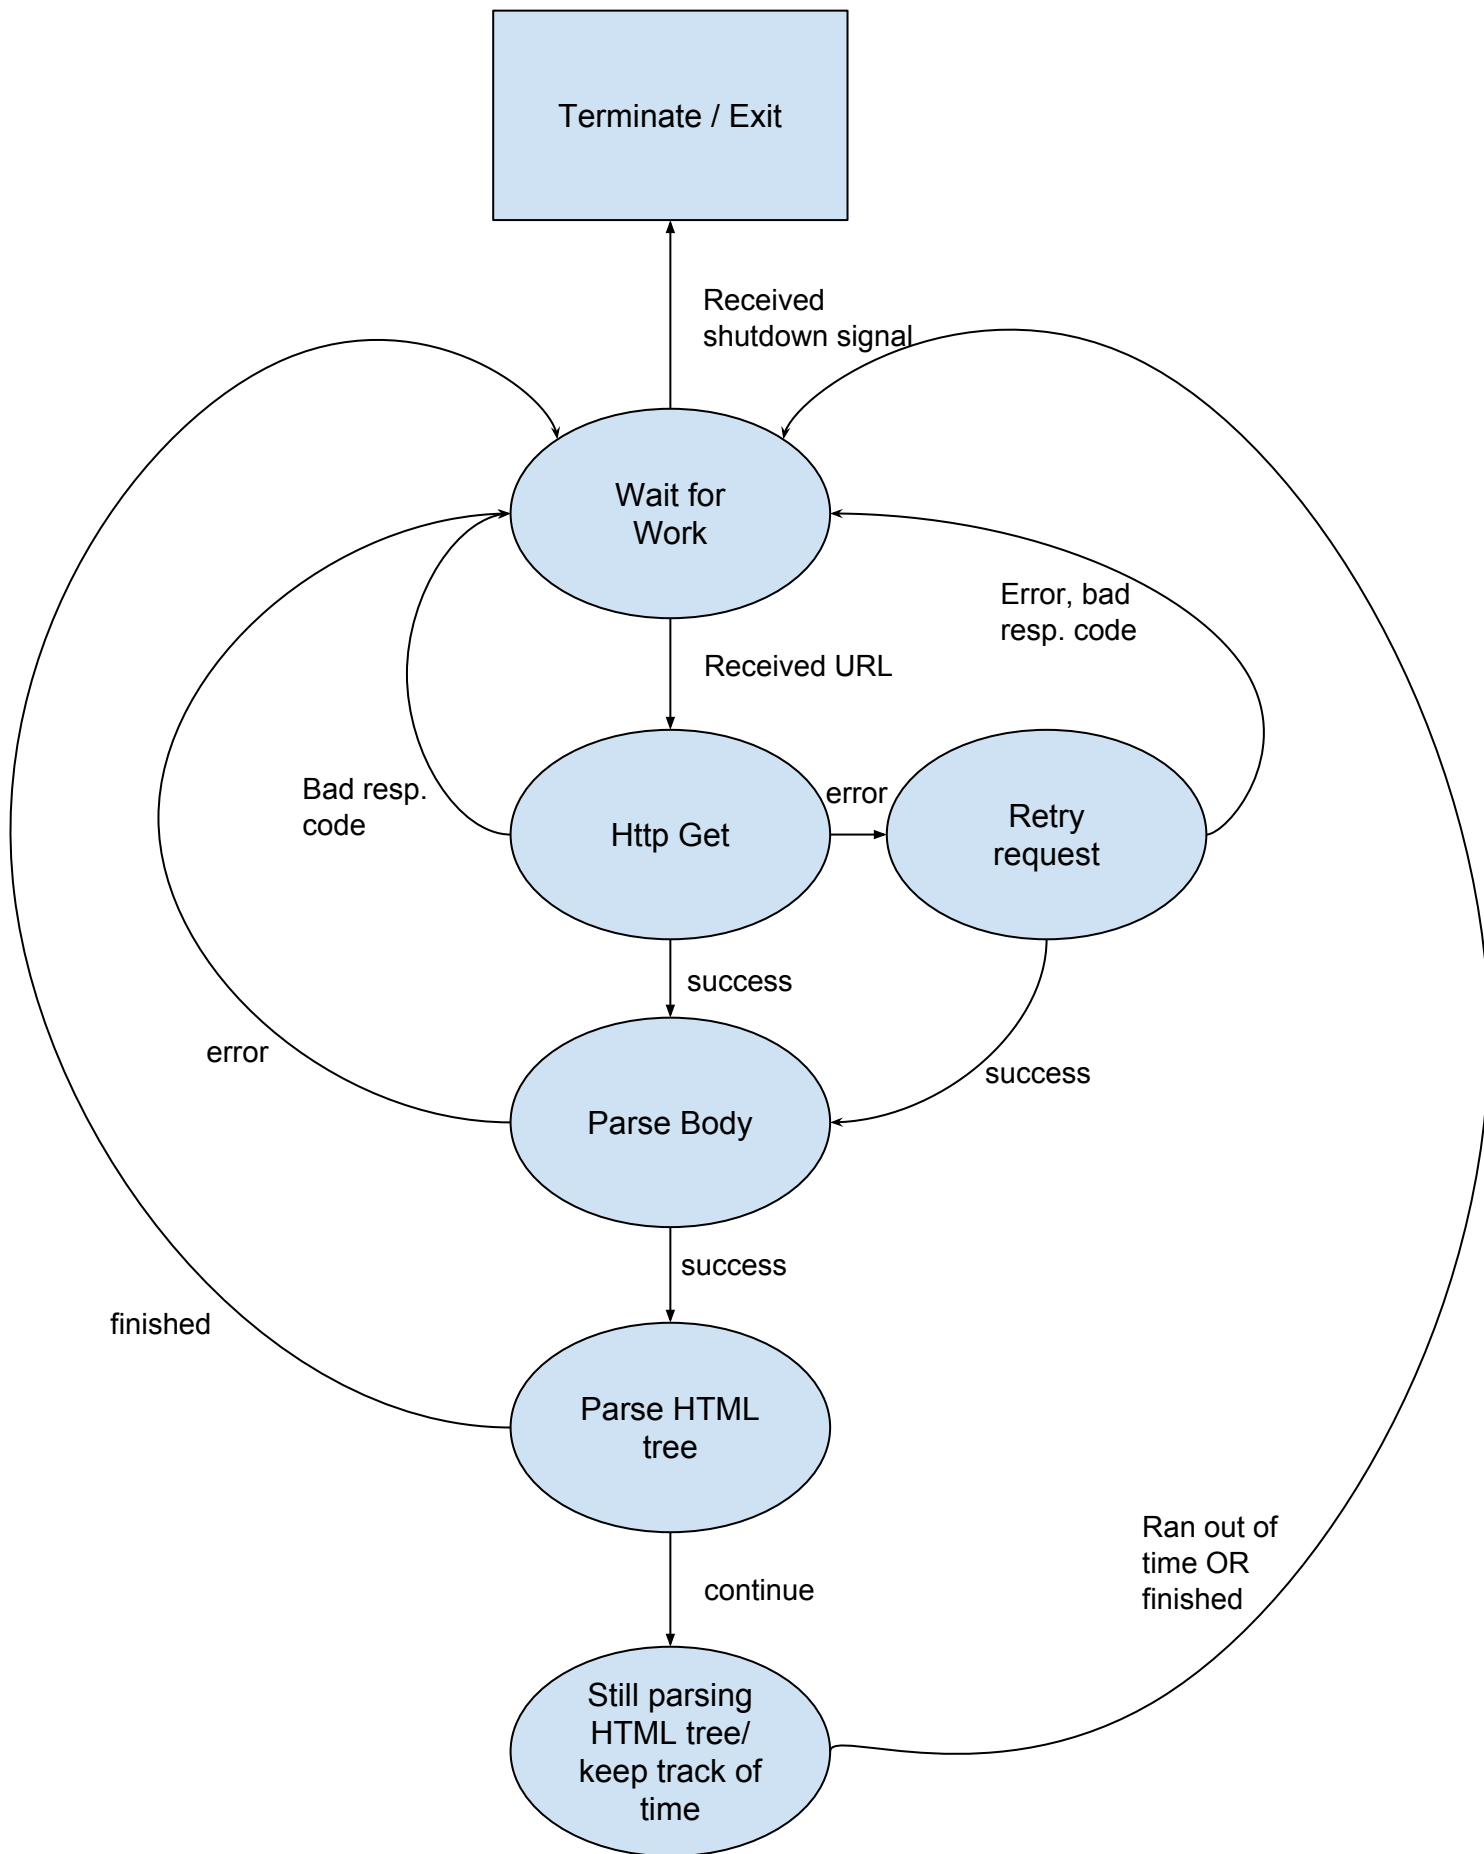 Terminate / Exit
Received
shutdown signal
Wait for
Work
Error, bad
resp. code
Received URL
Bad resp.
code
Http Get
error
Retry
request
success
error
success
Parse Body
success
finished
Parse HTML
tree
continue
Ran out of
time OR
finished
Still parsing
HTML tree/
keep track of
time